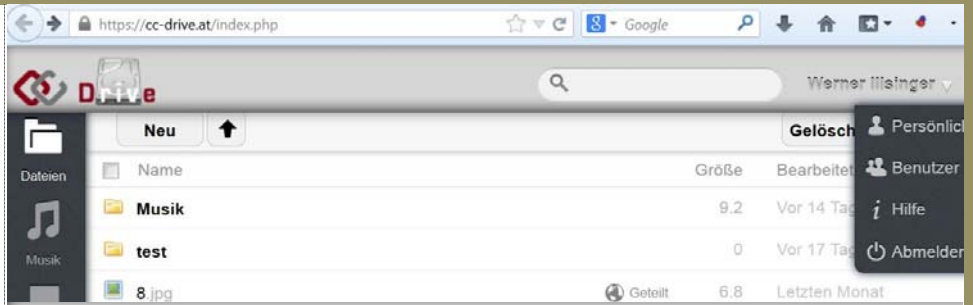 https://cc-drive.at/index.php
8 Google
Drive
Werner Illsinger
Neu Gelösch Persönlich
Dateien Name Größe Bearbeitet Benutzer
Musik 9.2 Vor 14 Tag Hilfe
Musik test 0 Vor 17 Tag Abmelden
8.jpg Geteilt 6.8 Letzten Monat